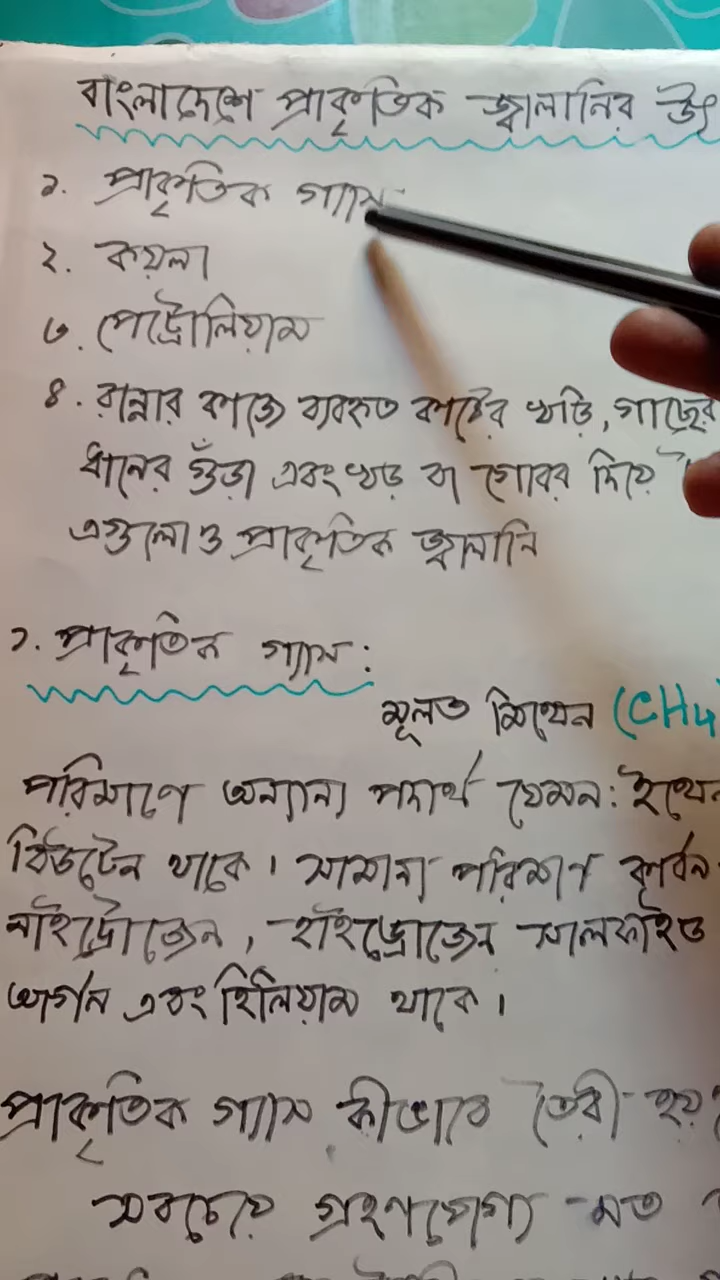 বাংলাদেশে প্রাকৃতিক জ্বালানির
১. প্রাকৃতিক গ্যাস
২. কয়লা
৩. পেট্রোলিয়াম
৪. রান্নার কাজে ব্যবহৃত কাঠের খড়ি, গাছের
ধানের গুঁড়া এবং খড় বা গোবর দিয়ে
এগুলোও প্রাকৃতিক জ্বালানি
১. প্রাকৃতিক গ্যাস:
মূলত মিথেন (CH4
পরিমাণে অন্যান্য পদার্থ যেমন: ইথেন
বিউটেন থাকে। সামান্য পরিমাণ কার্বন
নাইট্রোজেন, হাইড্রোজেন সালফাইড
আর্গন এবং হিলিয়াম থাকে।
প্রাকৃতিক গ্যাস কীভাবে তৈরী হয়?
সবচেয়ে গ্রহণযোগ্য মত